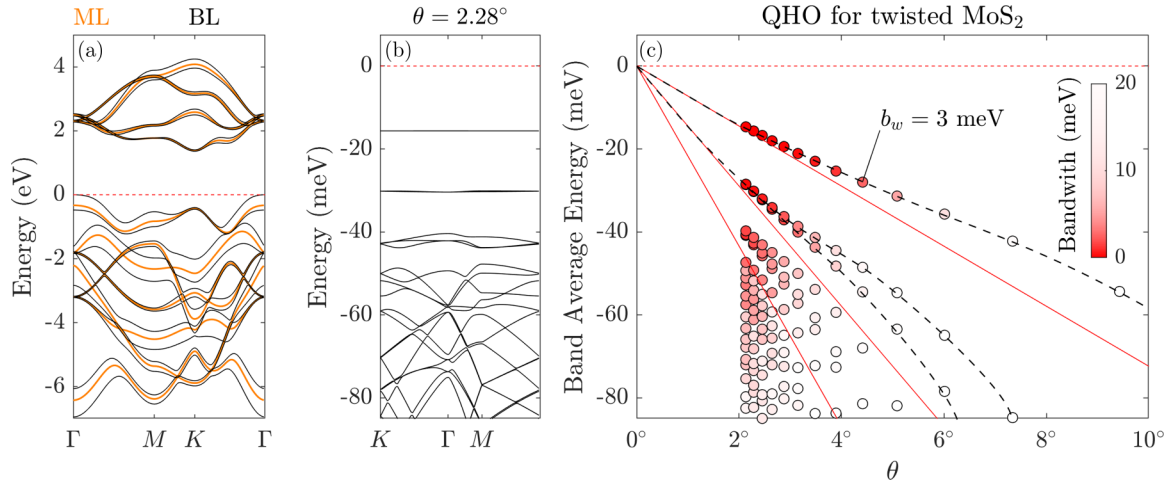 ML BL
(a)
Energy (eV)
4
2
0
-2
-4
-6
Γ M K Γ
θ = 2.28°
(b)
Energy (meV)
0
-20
-40
-60
-80
K Γ M
QHO for twisted MoS₂
(c)
Band Average Energy (meV)
0
-20
-40
-60
-80
b_w = 3 meV
20
10
0
Bandwith (meV)
0° 2° 4° 6° 8° 10°
θ